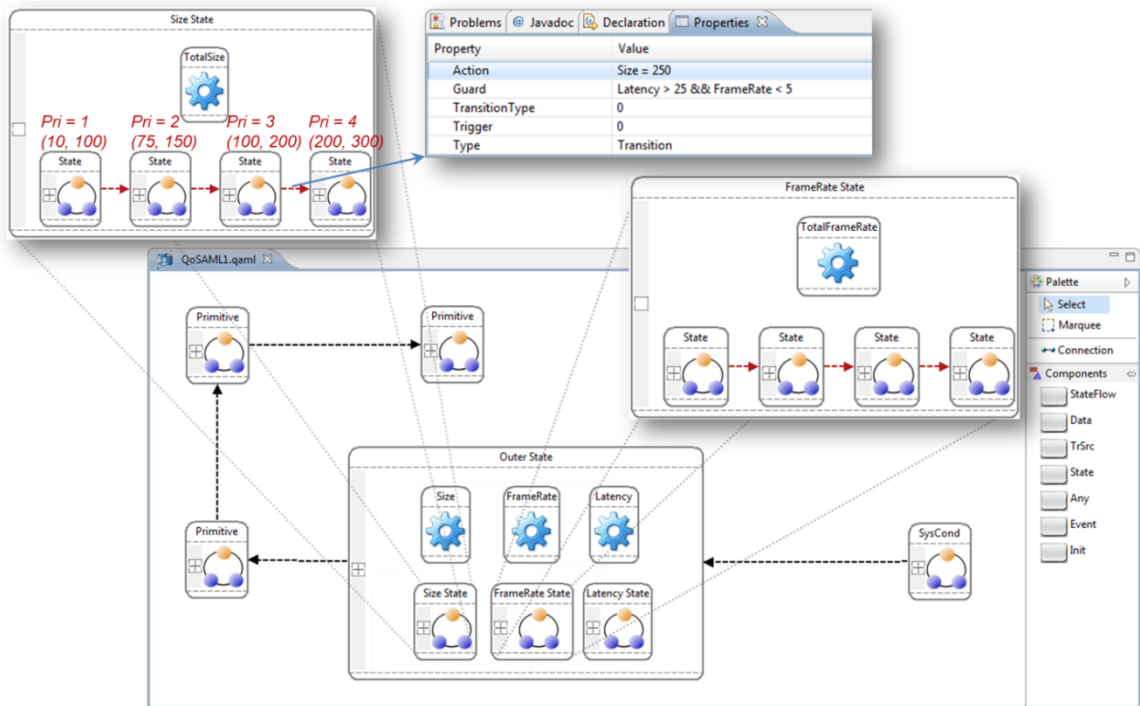 Size State
TotalSize
Pri = 1 Pri = 2 Pri = 3 Pri = 4
(10, 100) (75, 150) (100, 200) (200, 300)
State State State State
Problems @ Javadoc Declaration Properties
Property Value
Action Size = 250
Guard Latency > 25 && FrameRate < 5
TransitionType 0
Trigger 0
Type Transition
FrameRate State
TotalFrameRate
State State State State
QoSAML1.qaml
Primitive Primitive
Outer State
Size FrameRate Latency
Primitive
SysCond
Size State FrameRate State Latency State
Palette
Select
Marquee
Connection
Components
StateFlow
Data
TrSrc
State
Any
Event
Init